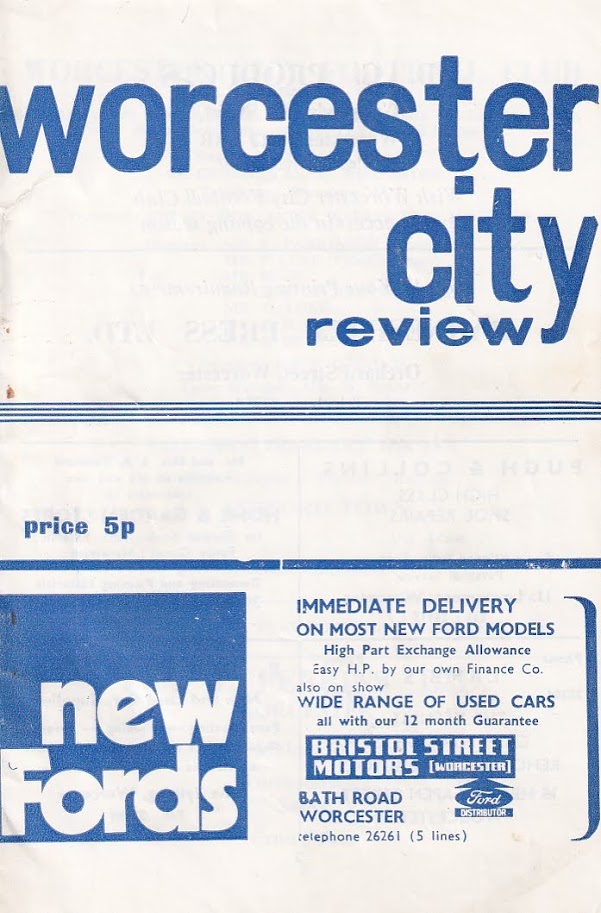 worcester
city
review
price 5p
new
Fords
IMMEDIATE DELIVERY
ON MOST NEW FORD MODELS
High Part Exchange Allowance
Easy H.P. by our own Finance Co.
also on show
WIDE RANGE OF USED CARS
all with our 12 month Guarantee
BRISTOL STREET
MOTORS [WORCESTER]
BATH ROAD
WORCESTER
telephone 26261 (5 lines)
Ford
DISTRIBUTOR